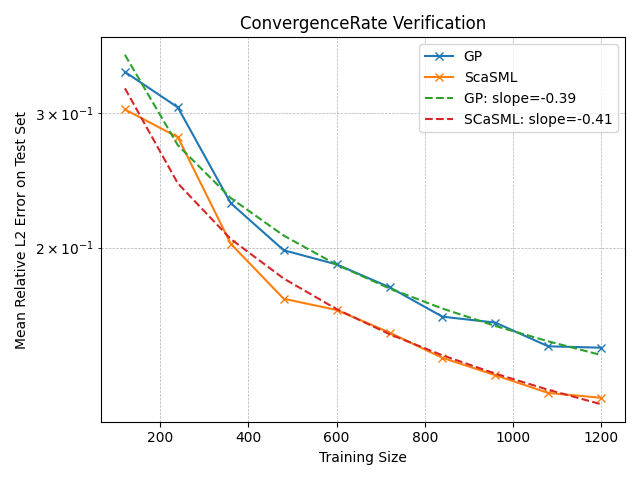 ConvergenceRate Verification
GP
ScaSML
GP: slope=-0.39
SCaSML: slope=-0.41
Mean Relative L2 Error on Test Set
3 × 10⁻¹
2 × 10⁻¹
200 400 600 800 1000 1200
Training Size